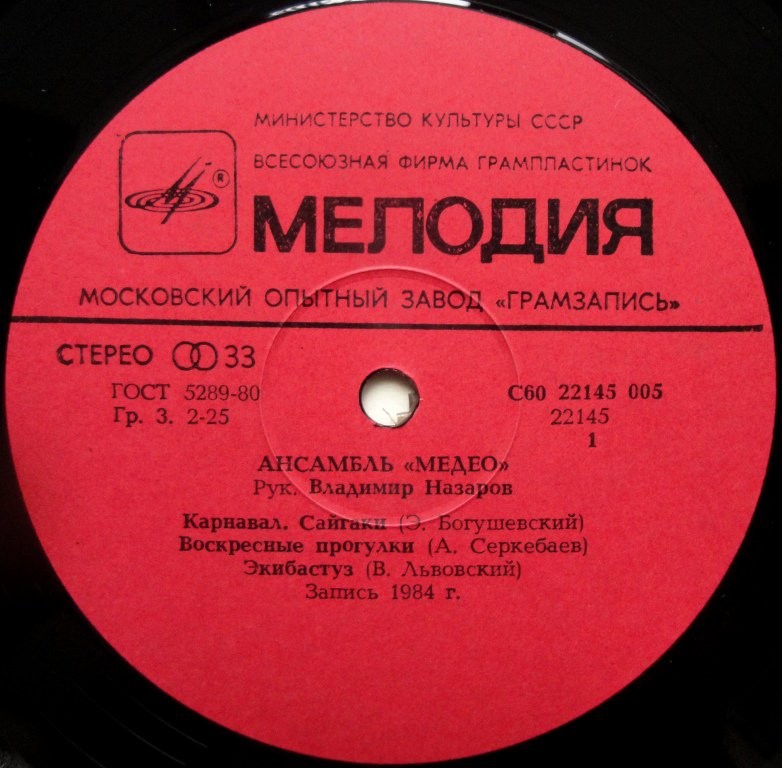 МИНИСТЕРСТВО КУЛЬТУРЫ СССР
ВСЕСОЮЗНАЯ ФИРМА ГРАМПЛАСТИНОК
®
МЕЛОДИЯ
МОСКОВСКИЙ ОПЫТНЫЙ ЗАВОД «ГРАМЗАПИСЬ»
СТЕРЕО 33
ГОСТ 5289-80 С60 22145 005
Гр. 3. 2-25 22145
1
АНСАМБЛЬ «МЕДЕО»
Рук. Владимир Назаров
Карнавал. Сайгаки (Э. Богушевский)
Воскресные прогулки (А. Серкебаев)
Экибастуз (В. Львовский)
Запись 1984 г.